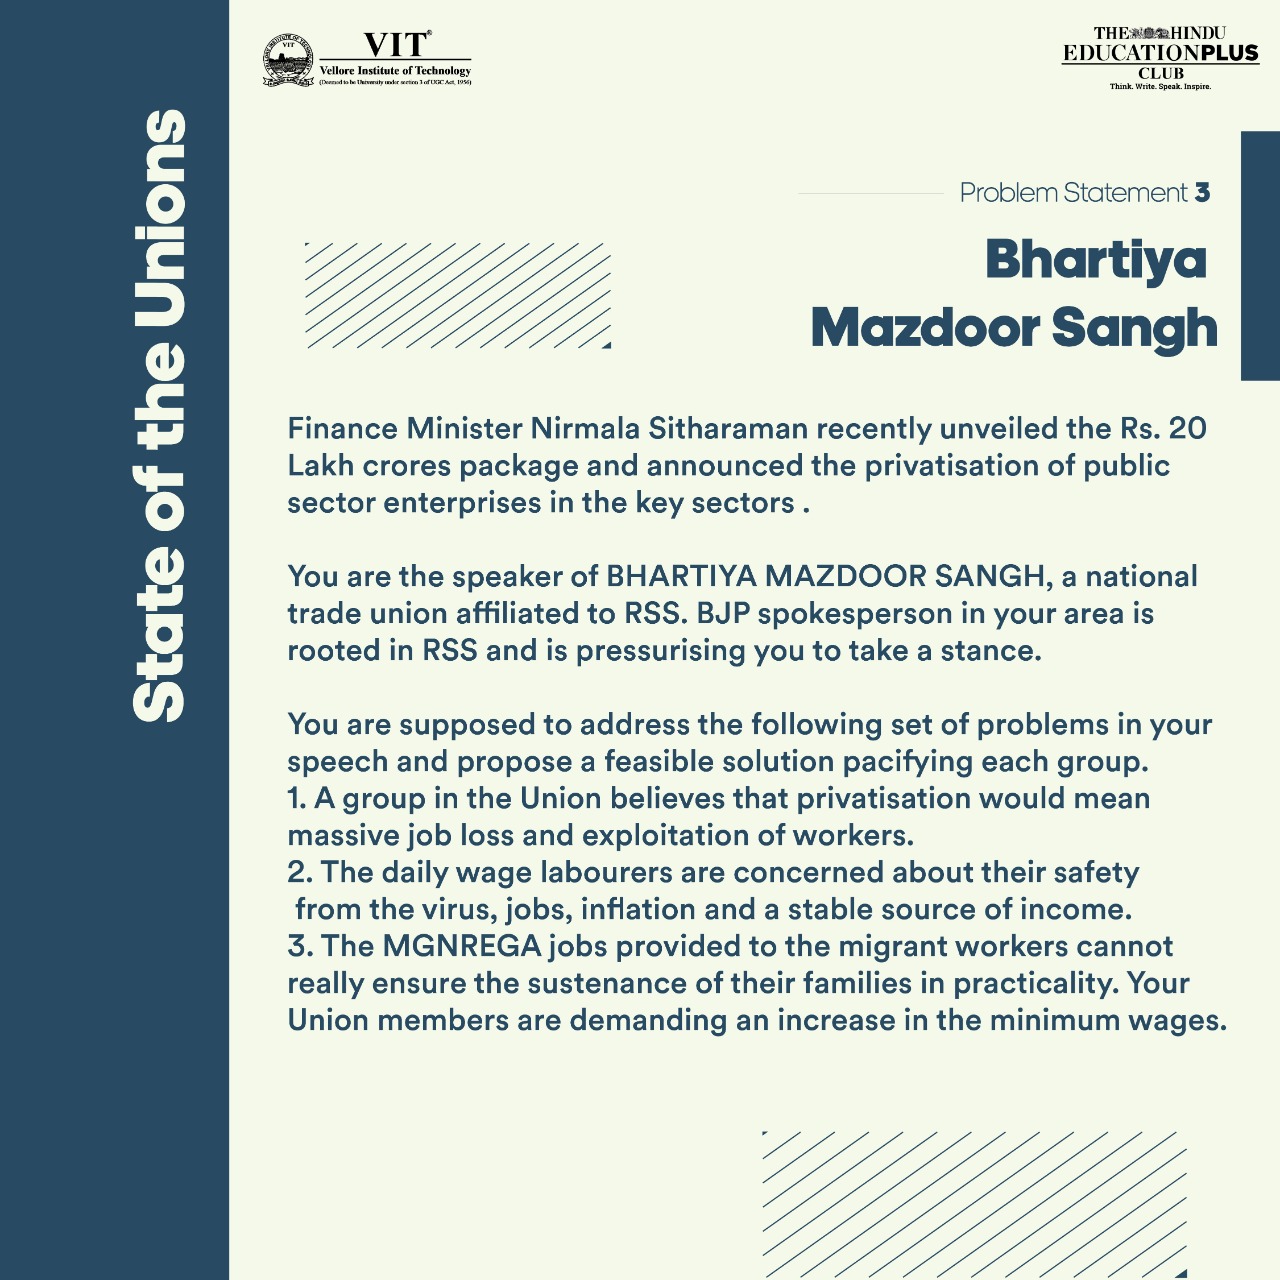 VIT®
Vellore Institute of Technology
(Deemed to be University under section 3 of UGC Act, 1956)
THE HINDU
EDUCATIONPLUS
CLUB
Think. Write. Speak. Inspire.
State of the Unions
Problem Statement 3
Bhartiya
Mazdoor Sangh
Finance Minister Nirmala Sitharaman recently unveiled the Rs. 20
Lakh crores package and announced the privatisation of public
sector enterprises in the key sectors .
You are the speaker of BHARTIYA MAZDOOR SANGH, a national
trade union affiliated to RSS. BJP spokesperson in your area is
rooted in RSS and is pressurising you to take a stance.
You are supposed to address the following set of problems in your
speech and propose a feasible solution pacifying each group.
1. A group in the Union believes that privatisation would mean
massive job loss and exploitation of workers.
2. The daily wage labourers are concerned about their safety
from the virus, jobs, inflation and a stable source of income.
3. The MGNREGA jobs provided to the migrant workers cannot
really ensure the sustenance of their families in practicality. Your
Union members are demanding an increase in the minimum wages.